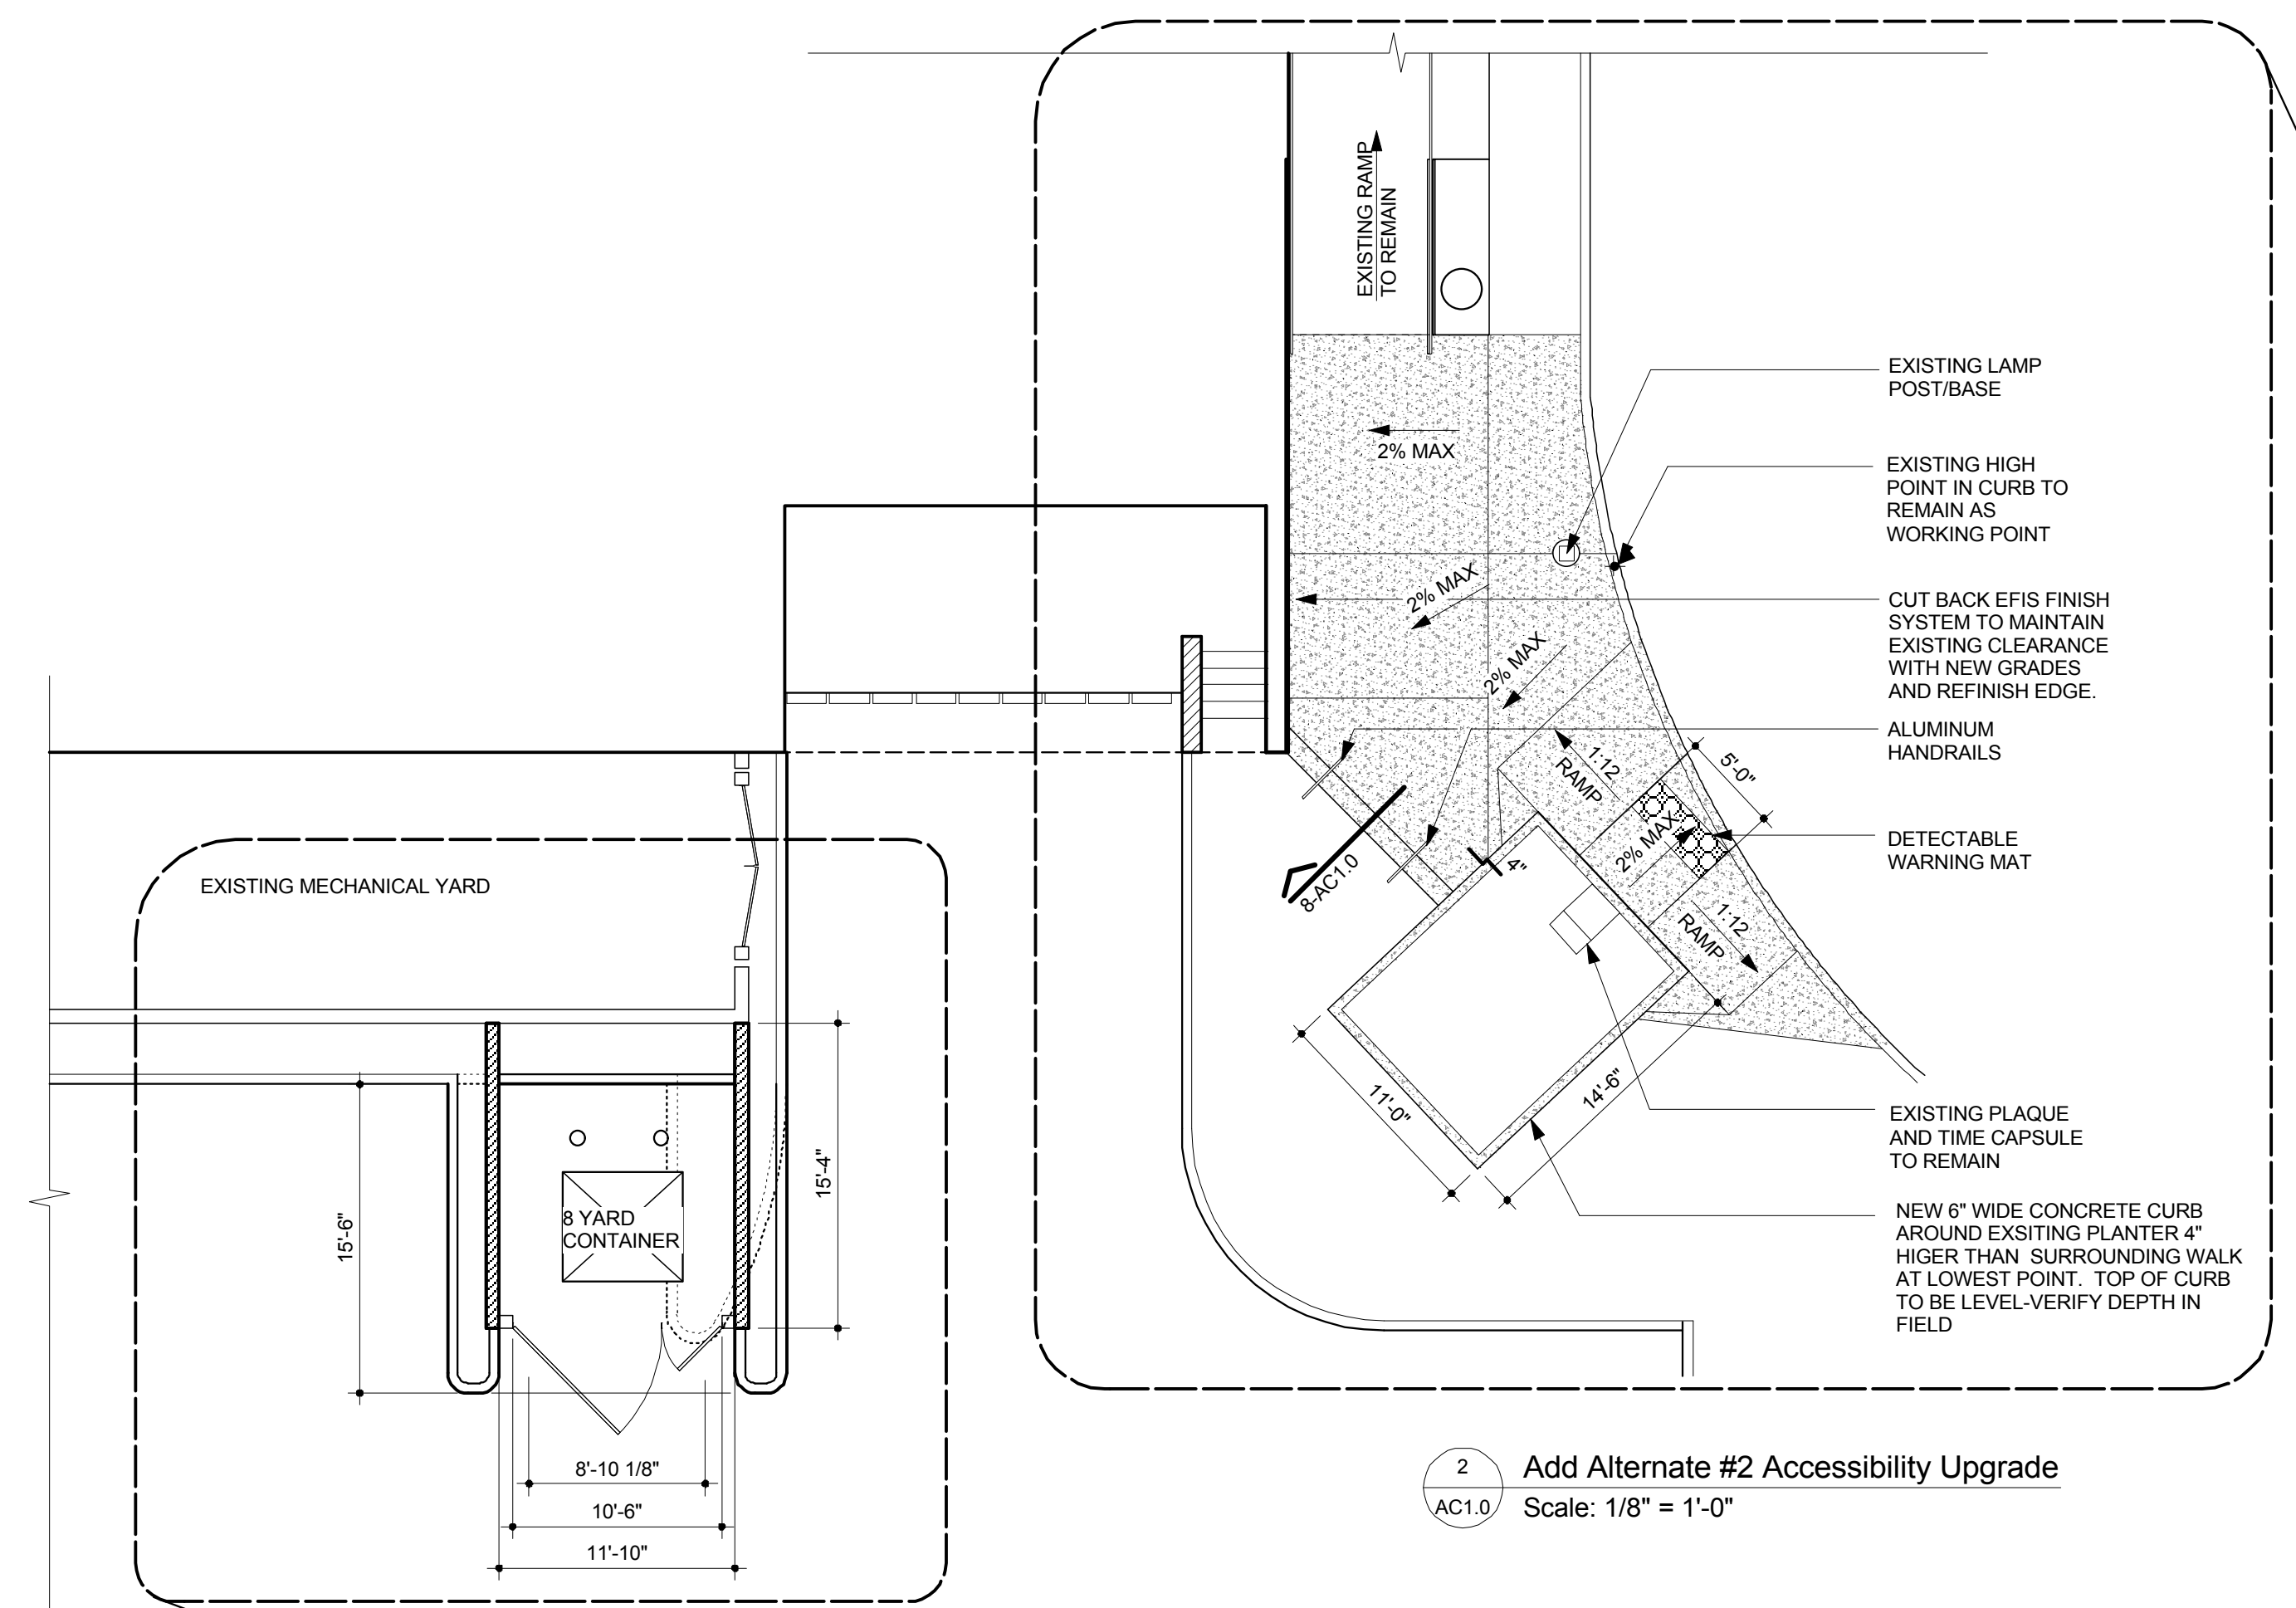 EXISTING RAMP
TO REMAIN
EXISTING LAMP
POST/BASE
2% MAX
EXISTING HIGH
POINT IN CURB TO
REMAIN AS
WORKING POINT
2% MAX
CUT BACK EFIS FINISH
SYSTEM TO MAINTAIN
EXISTING CLEARANCE
WITH NEW GRADES
AND REFINISH EDGE.
2% MAX
ALUMINUM
HANDRAILS
1:12
RAMP
5'-0"
2% MAX
DETECTABLE
WARNING MAT
4"
8-AC1.0
EXISTING MECHANICAL YARD
1:12
RAMP
11'-0"
14'-6"
EXISTING PLAQUE
AND TIME CAPSULE
TO REMAIN
15'-4"
15'-6"
8 YARD
CONTAINER
NEW 6" WIDE CONCRETE CURB
AROUND EXSITING PLANTER 4"
HIGER THAN SURROUNDING WALK
AT LOWEST POINT. TOP OF CURB
TO BE LEVEL-VERIFY DEPTH IN
FIELD
8'-10 1/8"
10'-6"
11'-10"
2
AC1.0
Add Alternate #2 Accessibility Upgrade
Scale: 1/8" = 1'-0"